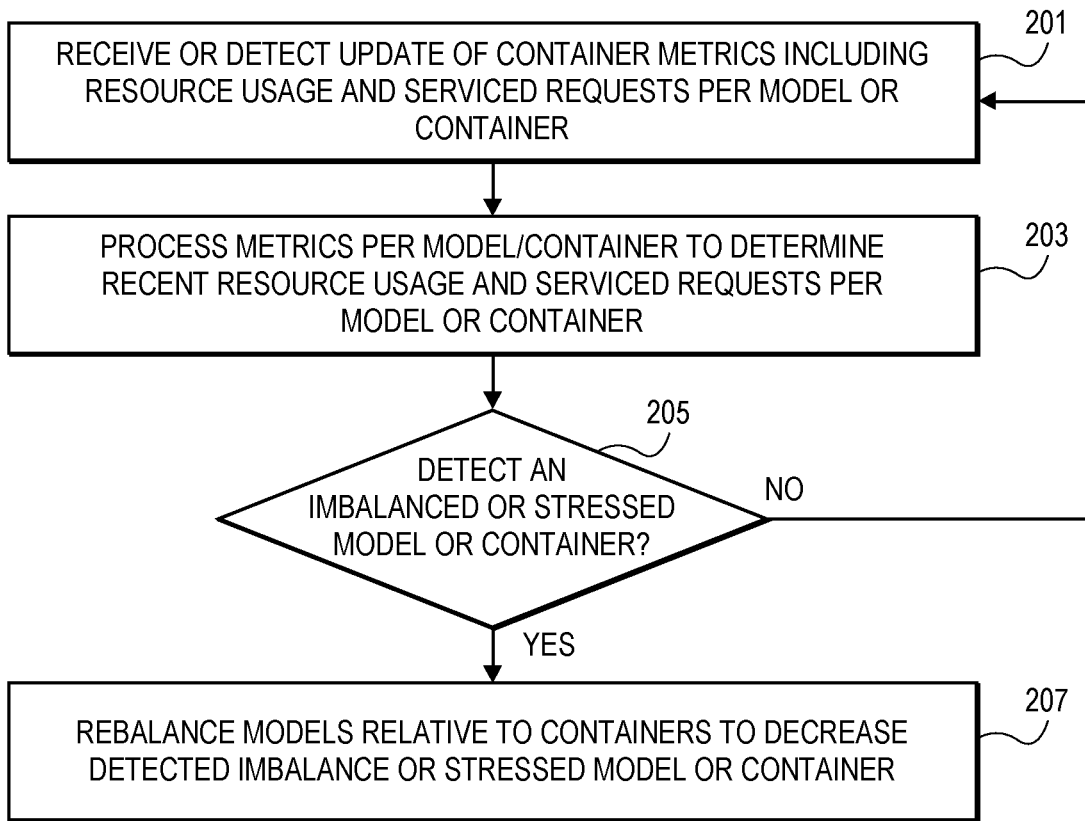 201
RECEIVE OR DETECT UPDATE OF CONTAINER METRICS INCLUDING
RESOURCE USAGE AND SERVICED REQUESTS PER MODEL OR
CONTAINER
203
PROCESS METRICS PER MODEL/CONTAINER TO DETERMINE
RECENT RESOURCE USAGE AND SERVICED REQUESTS PER
MODEL OR CONTAINER
205
DETECT AN
IMBALANCED OR STRESSED
MODEL OR CONTAINER?
NO
YES
207
REBALANCE MODELS RELATIVE TO CONTAINERS TO DECREASE
DETECTED IMBALANCE OR STRESSED MODEL OR CONTAINER